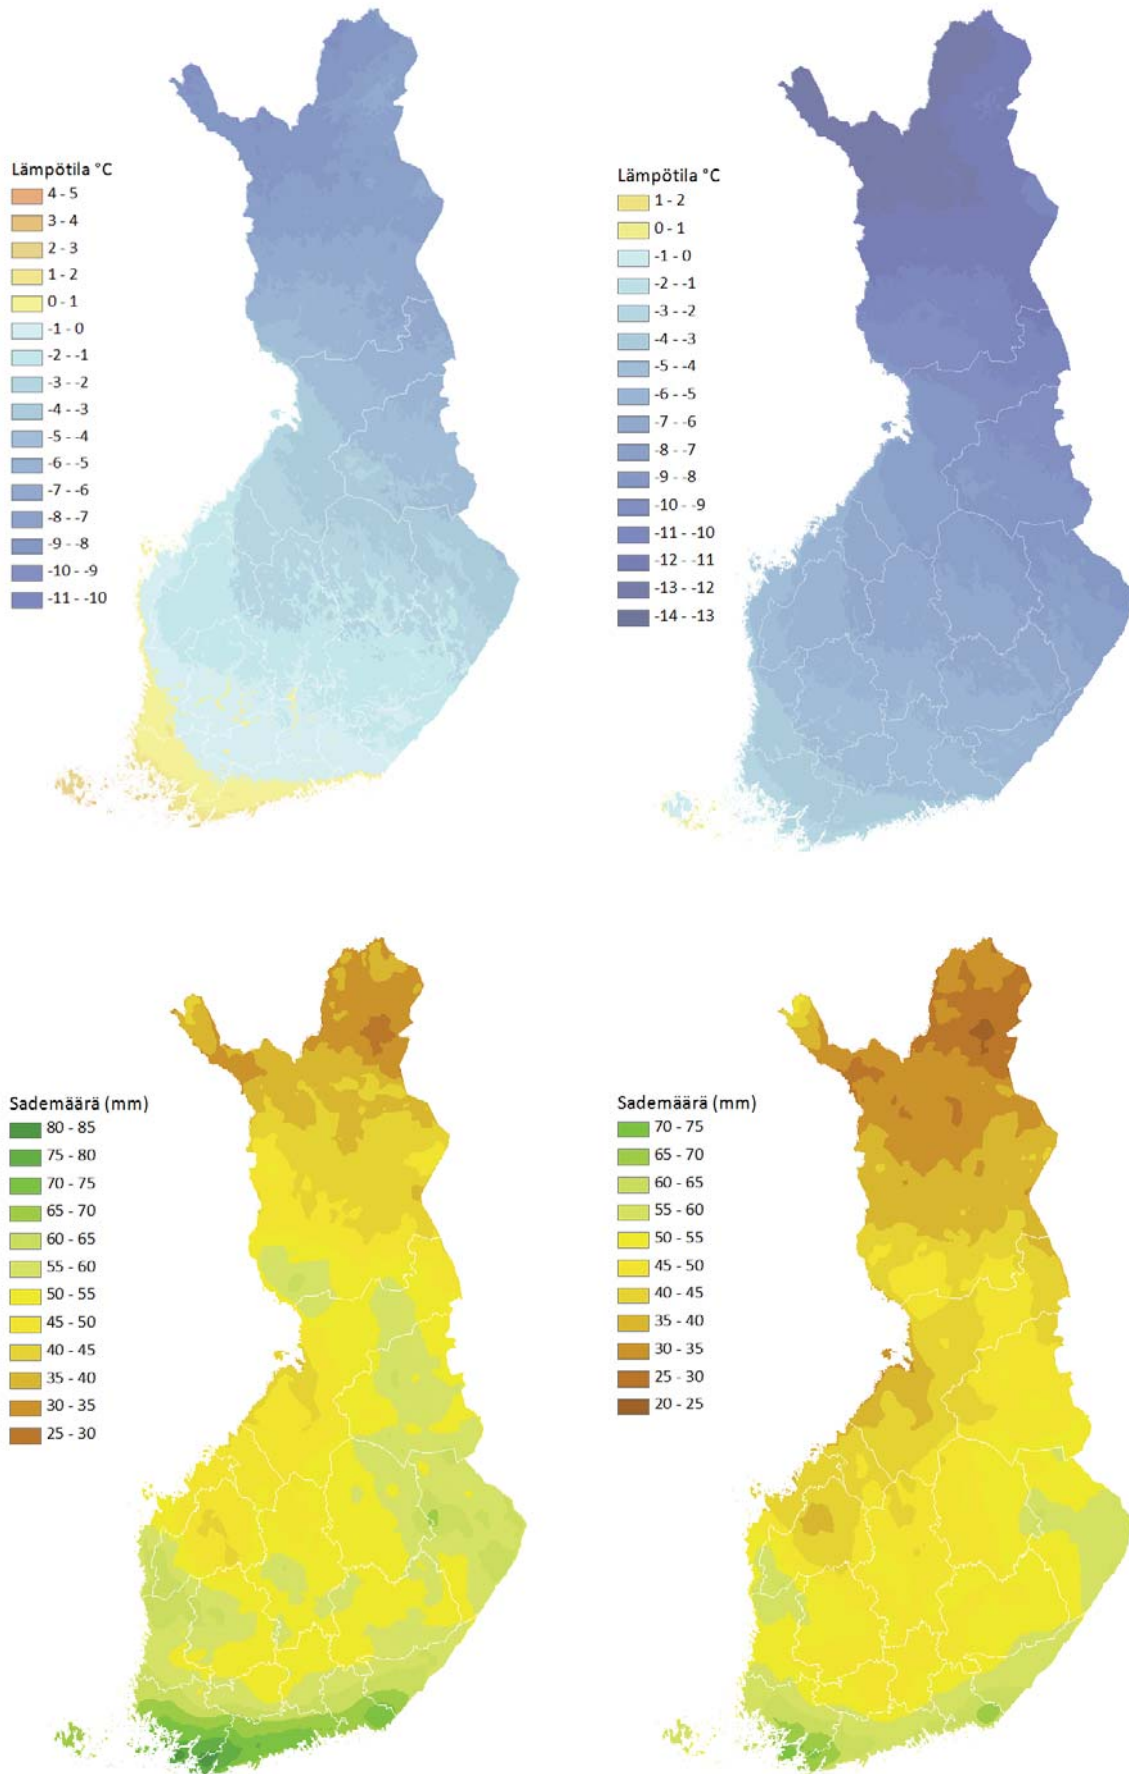 Lämpötila °C
4 - 5
3 - 4
2 - 3
1 - 2
0 - 1
-1 - 0
-2 - -1
-3 - -2
-4 - -3
-5 - -4
-6 - -5
-7 - -6
-8 - -7
-9 - -8
-10 - -9
-11 - -10
Lämpötila °C
1 - 2
0 - 1
-1 - 0
-2 - -1
-3 - -2
-4 - -3
-5 - -4
-6 - -5
-7 - -6
-8 - -7
-9 - -8
-10 - -9
-11 - -10
-12 - -11
-13 - -12
-14 - -13
Sademäärä (mm)
80 - 85
75 - 80
70 - 75
65 - 70
60 - 65
55 - 60
50 - 55
45 - 50
40 - 45
35 - 40
30 - 35
25 - 30
Sademäärä (mm)
70 - 75
65 - 70
60 - 65
55 - 60
50 - 55
45 - 50
40 - 45
35 - 40
30 - 35
25 - 30
20 - 25